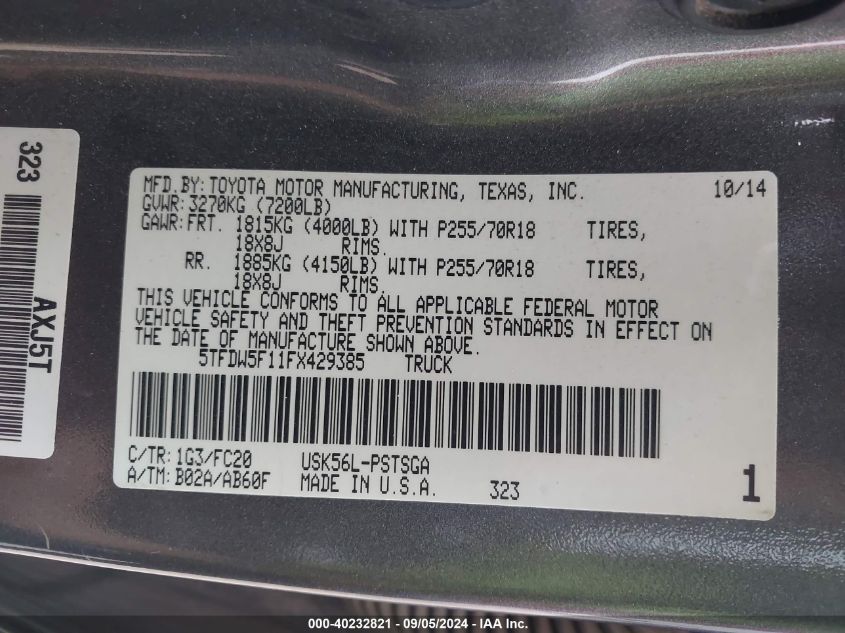 323
AXJ5T
MFD.BY: TOYOTA MOTOR MANUFACTURING, TEXAS, INC. 10/14
GVWR: 3270KG (7200LB)
GAWR: FRT. 1815KG (4000LB) WITH P255/70R18 TIRES,
18X8J RIMS.
RR. 1885KG (4150LB) WITH P255/70R18 TIRES,
18X8J RIMS.
THIS VEHICLE CONFORMS TO ALL APPLICABLE FEDERAL MOTOR
VEHICLE SAFETY AND THEFT PREVENTION STANDARDS IN EFFECT ON
THE DATE OF MANUFACTURE SHOWN ABOVE.
5TFDW5F11FX429385 TRUCK
C/TR: 1G3/FC20 USK56L-PSTSGA
A/TM: B02A/AB60F MADE IN U.S.A. 323 1
000-40232821 - 09/05/2024 - IAA Inc.